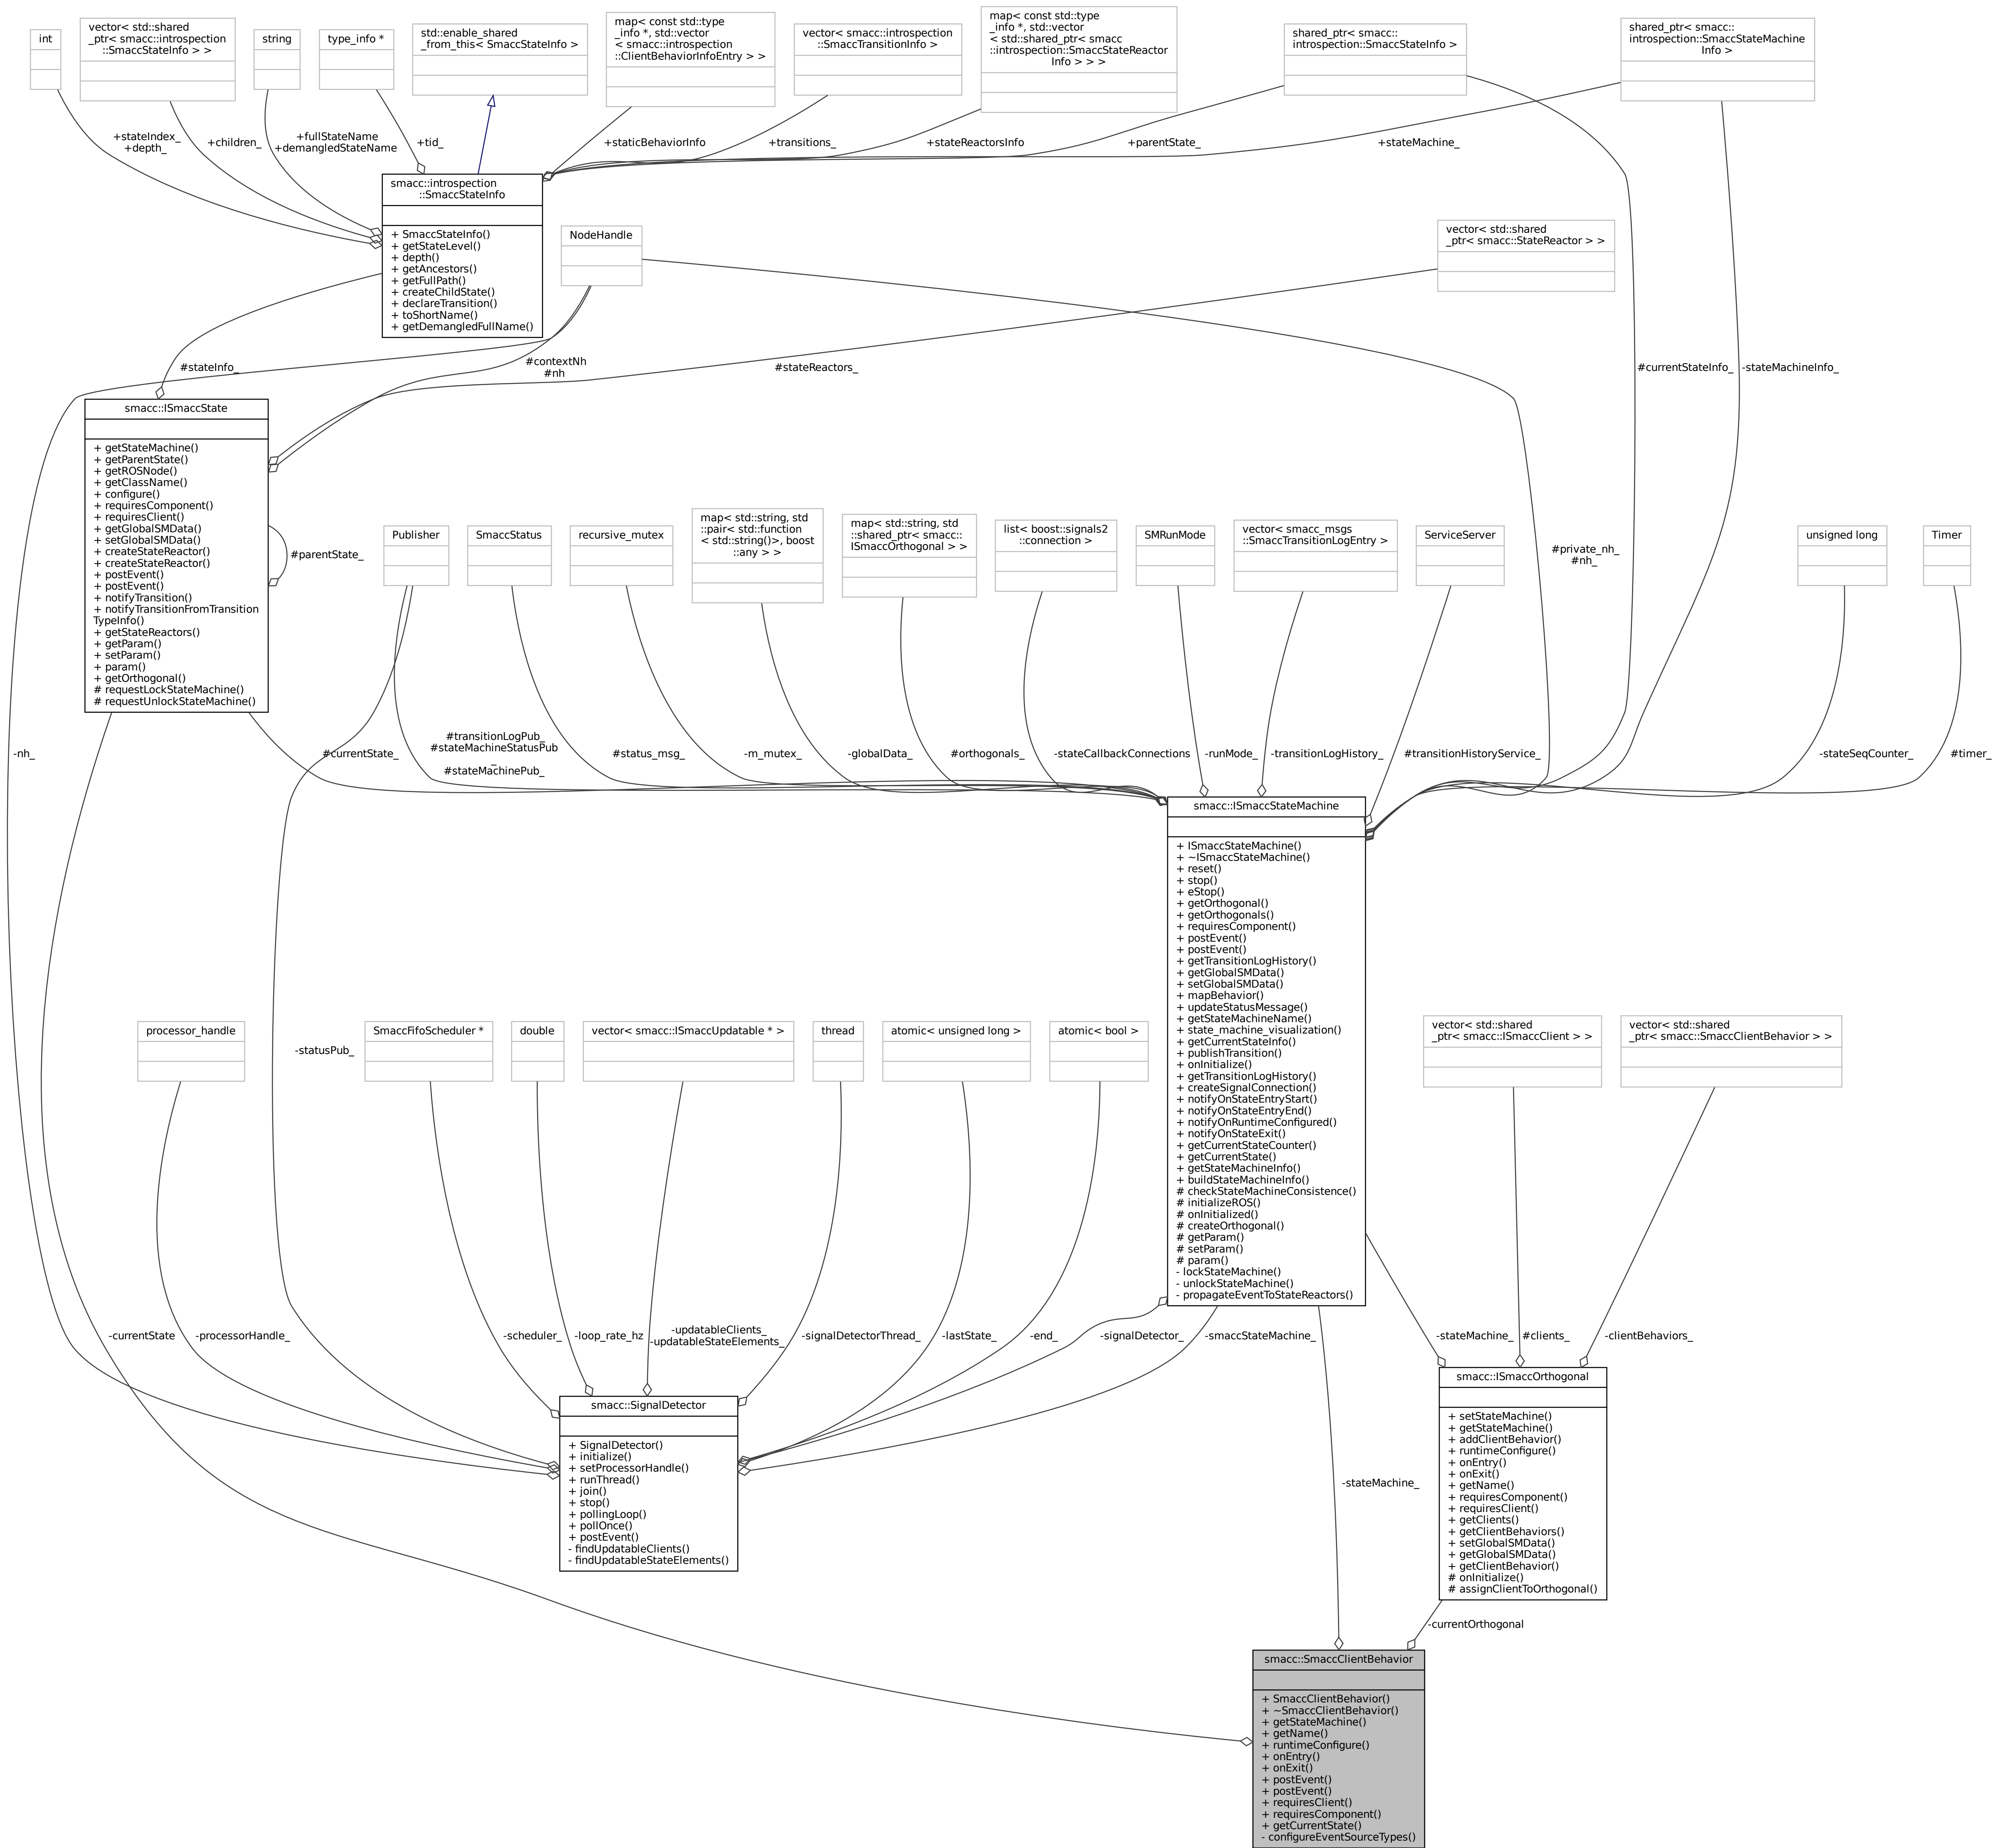 int
vector< std::shared
_ptr< smacc::introspection
::SmaccStateInfo > >
string
type_info *
std::enable_shared
_from_this< SmaccStateInfo >
map< const std::type
_info *, std::vector
< smacc::introspection
::ClientBehaviorInfoEntry > >
vector< smacc::introspection
::SmaccTransitionInfo >
map< const std::type
_info *, std::vector
< std::shared_ptr< smacc
::introspection::SmaccStateReactor
Info > > >
shared_ptr< smacc::
introspection::SmaccStateInfo >
shared_ptr< smacc::
introspection::SmaccStateMachine
Info >
+stateIndex_
+depth_
+children_
+fullStateName
+demangledStateName
+tid_
+staticBehaviorInfo
+transitions_
+stateReactorsInfo
+parentState_
+stateMachine_
smacc::introspection
::SmaccStateInfo
+ SmaccStateInfo()
+ getStateLevel()
+ depth()
+ getAncestors()
+ getFullPath()
+ createChildState()
+ declareTransition()
+ toShortName()
+ getDemangledFullName()
NodeHandle
vector< std::shared
_ptr< smacc::StateReactor > >
#stateInfo_
#contextNh
#nh
#stateReactors_
#currentStateInfo_
-stateMachineInfo_
smacc::ISmaccState
+ getStateMachine()
+ getParentState()
+ getROSNode()
+ getClassName()
+ configure()
+ requiresComponent()
+ requiresClient()
+ getGlobalSMData()
+ setGlobalSMData()
+ createStateReactor()
+ createStateReactor()
+ postEvent()
+ postEvent()
+ notifyTransition()
+ notifyTransitionFromTransition
TypeInfo()
+ getStateReactors()
+ getParam()
+ setParam()
+ param()
+ getOrthogonal()
# requestLockStateMachine()
# requestUnlockStateMachine()
#parentState_
Publisher
SmaccStatus
recursive_mutex
map< std::string, std
::pair< std::function
< std::string()>, boost
::any > >
map< std::string, std
::shared_ptr< smacc::
ISmaccOrthogonal > >
list< boost::signals2
::connection >
SMRunMode
vector< smacc_msgs
::SmaccTransitionLogEntry >
ServiceServer
#private_nh_
#nh_
unsigned long
Timer
-nh_
#currentState_
#transitionLogPub_
#stateMachineStatusPub
_
#stateMachinePub_
#status_msg_
-m_mutex_
-globalData_
#orthogonals_
-stateCallbackConnections
-runMode_
-transitionLogHistory_
#transitionHistoryService_
-stateSeqCounter_
#timer_
smacc::ISmaccStateMachine
+ ISmaccStateMachine()
+ ~ISmaccStateMachine()
+ reset()
+ stop()
+ eStop()
+ getOrthogonal()
+ getOrthogonals()
+ requiresComponent()
+ postEvent()
+ postEvent()
+ getTransitionLogHistory()
+ getGlobalSMData()
+ setGlobalSMData()
+ mapBehavior()
+ updateStatusMessage()
+ getStateMachineName()
+ state_machine_visualization()
+ getCurrentStateInfo()
+ publishTransition()
+ onInitialize()
+ getTransitionLogHistory()
+ createSignalConnection()
+ notifyOnStateEntryStart()
+ notifyOnStateEntryEnd()
+ notifyOnRuntimeConfigured()
+ notifyOnStateExit()
+ getCurrentStateCounter()
+ getCurrentState()
+ getStateMachineInfo()
+ buildStateMachineInfo()
# checkStateMachineConsistence()
# initializeROS()
# onInitialized()
# createOrthogonal()
# getParam()
# setParam()
# param()
- lockStateMachine()
- unlockStateMachine()
- propagateEventToStateReactors()
processor_handle
-statusPub_
SmaccFifoScheduler *
double
vector< smacc::ISmaccUpdatable * >
thread
atomic< unsigned long >
atomic< bool >
vector< std::shared
_ptr< smacc::ISmaccClient > >
vector< std::shared
_ptr< smacc::SmaccClientBehavior > >
-currentState
-processorHandle_
-scheduler_
-loop_rate_hz
-updatableClients_
-updatableStateElements_
-signalDetectorThread_
-lastState_
-end_
-signalDetector_
-smaccStateMachine_
-stateMachine_
#clients_
-clientBehaviors_
smacc::SignalDetector
+ SignalDetector()
+ initialize()
+ setProcessorHandle()
+ runThread()
+ join()
+ stop()
+ pollingLoop()
+ pollOnce()
+ postEvent()
- findUpdatableClients()
- findUpdatableStateElements()
-stateMachine_
smacc::ISmaccOrthogonal
+ setStateMachine()
+ getStateMachine()
+ addClientBehavior()
+ runtimeConfigure()
+ onEntry()
+ onExit()
+ getName()
+ requiresComponent()
+ requiresClient()
+ getClients()
+ getClientBehaviors()
+ setGlobalSMData()
+ getGlobalSMData()
+ getClientBehavior()
# onInitialize()
# assignClientToOrthogonal()
-currentOrthogonal
smacc::SmaccClientBehavior
+ SmaccClientBehavior()
+ ~SmaccClientBehavior()
+ getStateMachine()
+ getName()
+ runtimeConfigure()
+ onEntry()
+ onExit()
+ postEvent()
+ postEvent()
+ requiresClient()
+ requiresComponent()
+ getCurrentState()
- configureEventSourceTypes()